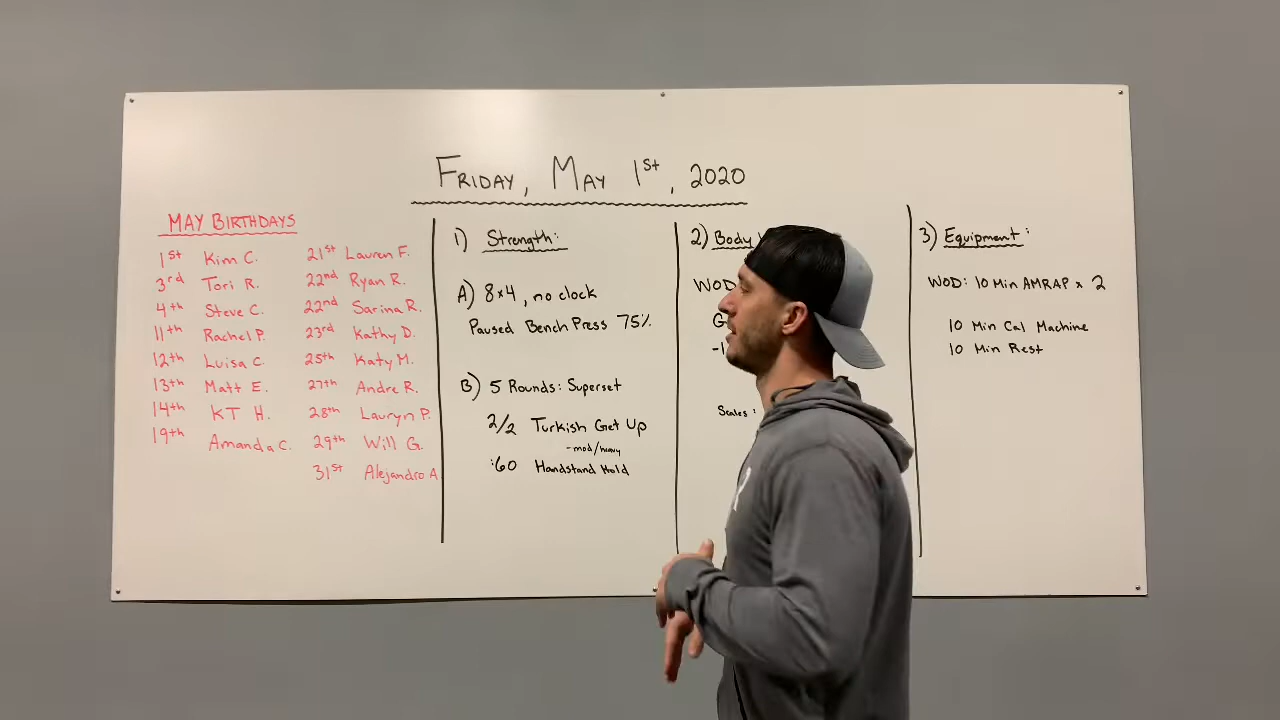 FRIDAY, MAY 1st, 2020
MAY BIRTHDAYS
1st Kim C.
3rd Tori R.
4th Steve C.
11th Rachel P.
12th Luisa C.
13th Matt E.
14th KT H.
19th Amanda C.
21st Lauren F.
22nd Ryan R.
22nd Sarina R.
23rd Kathy D.
25th Katy M.
27th Andre R.
28th Lauryn P.
29th Will G.
31st Alejandro A.
1) Strength:
A) 8x4, no clock
Paused Bench Press 75%
B) 5 Rounds: Superset
2/2 Turkish Get Up
-mod/heavy
:60 Handstand Hold
2) Body
WOD
Scales:
3) Equipment:
WOD: 10 Min AMRAP x 2
10 Min Cal Machine
10 Min Rest